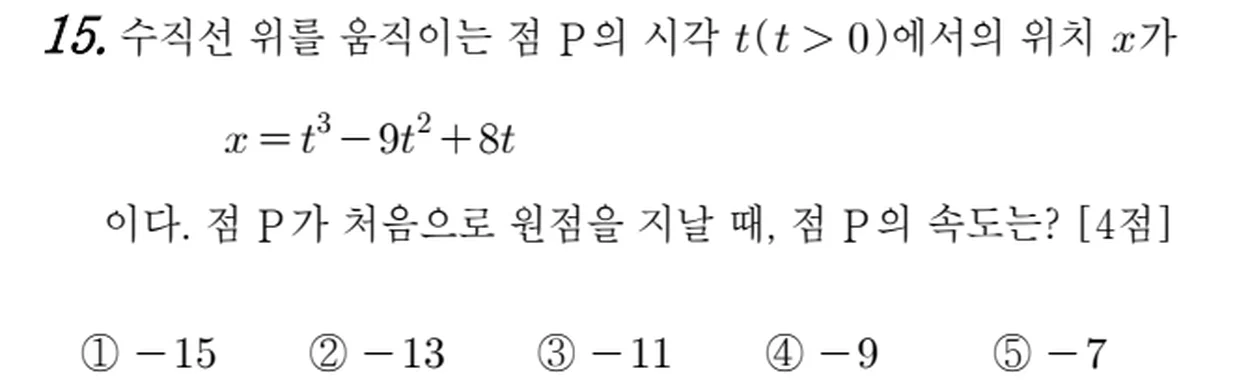 15. 수직선 위를 움직이는 점 P의 시각 t(t > 0)에서의 위치 x가
x = t³ − 9t² + 8t
이다. 점 P가 처음으로 원점을 지날 때, 점 P의 속도는? [4점]
① −15 ② −13 ③ −11 ④ −9 ⑤ −7